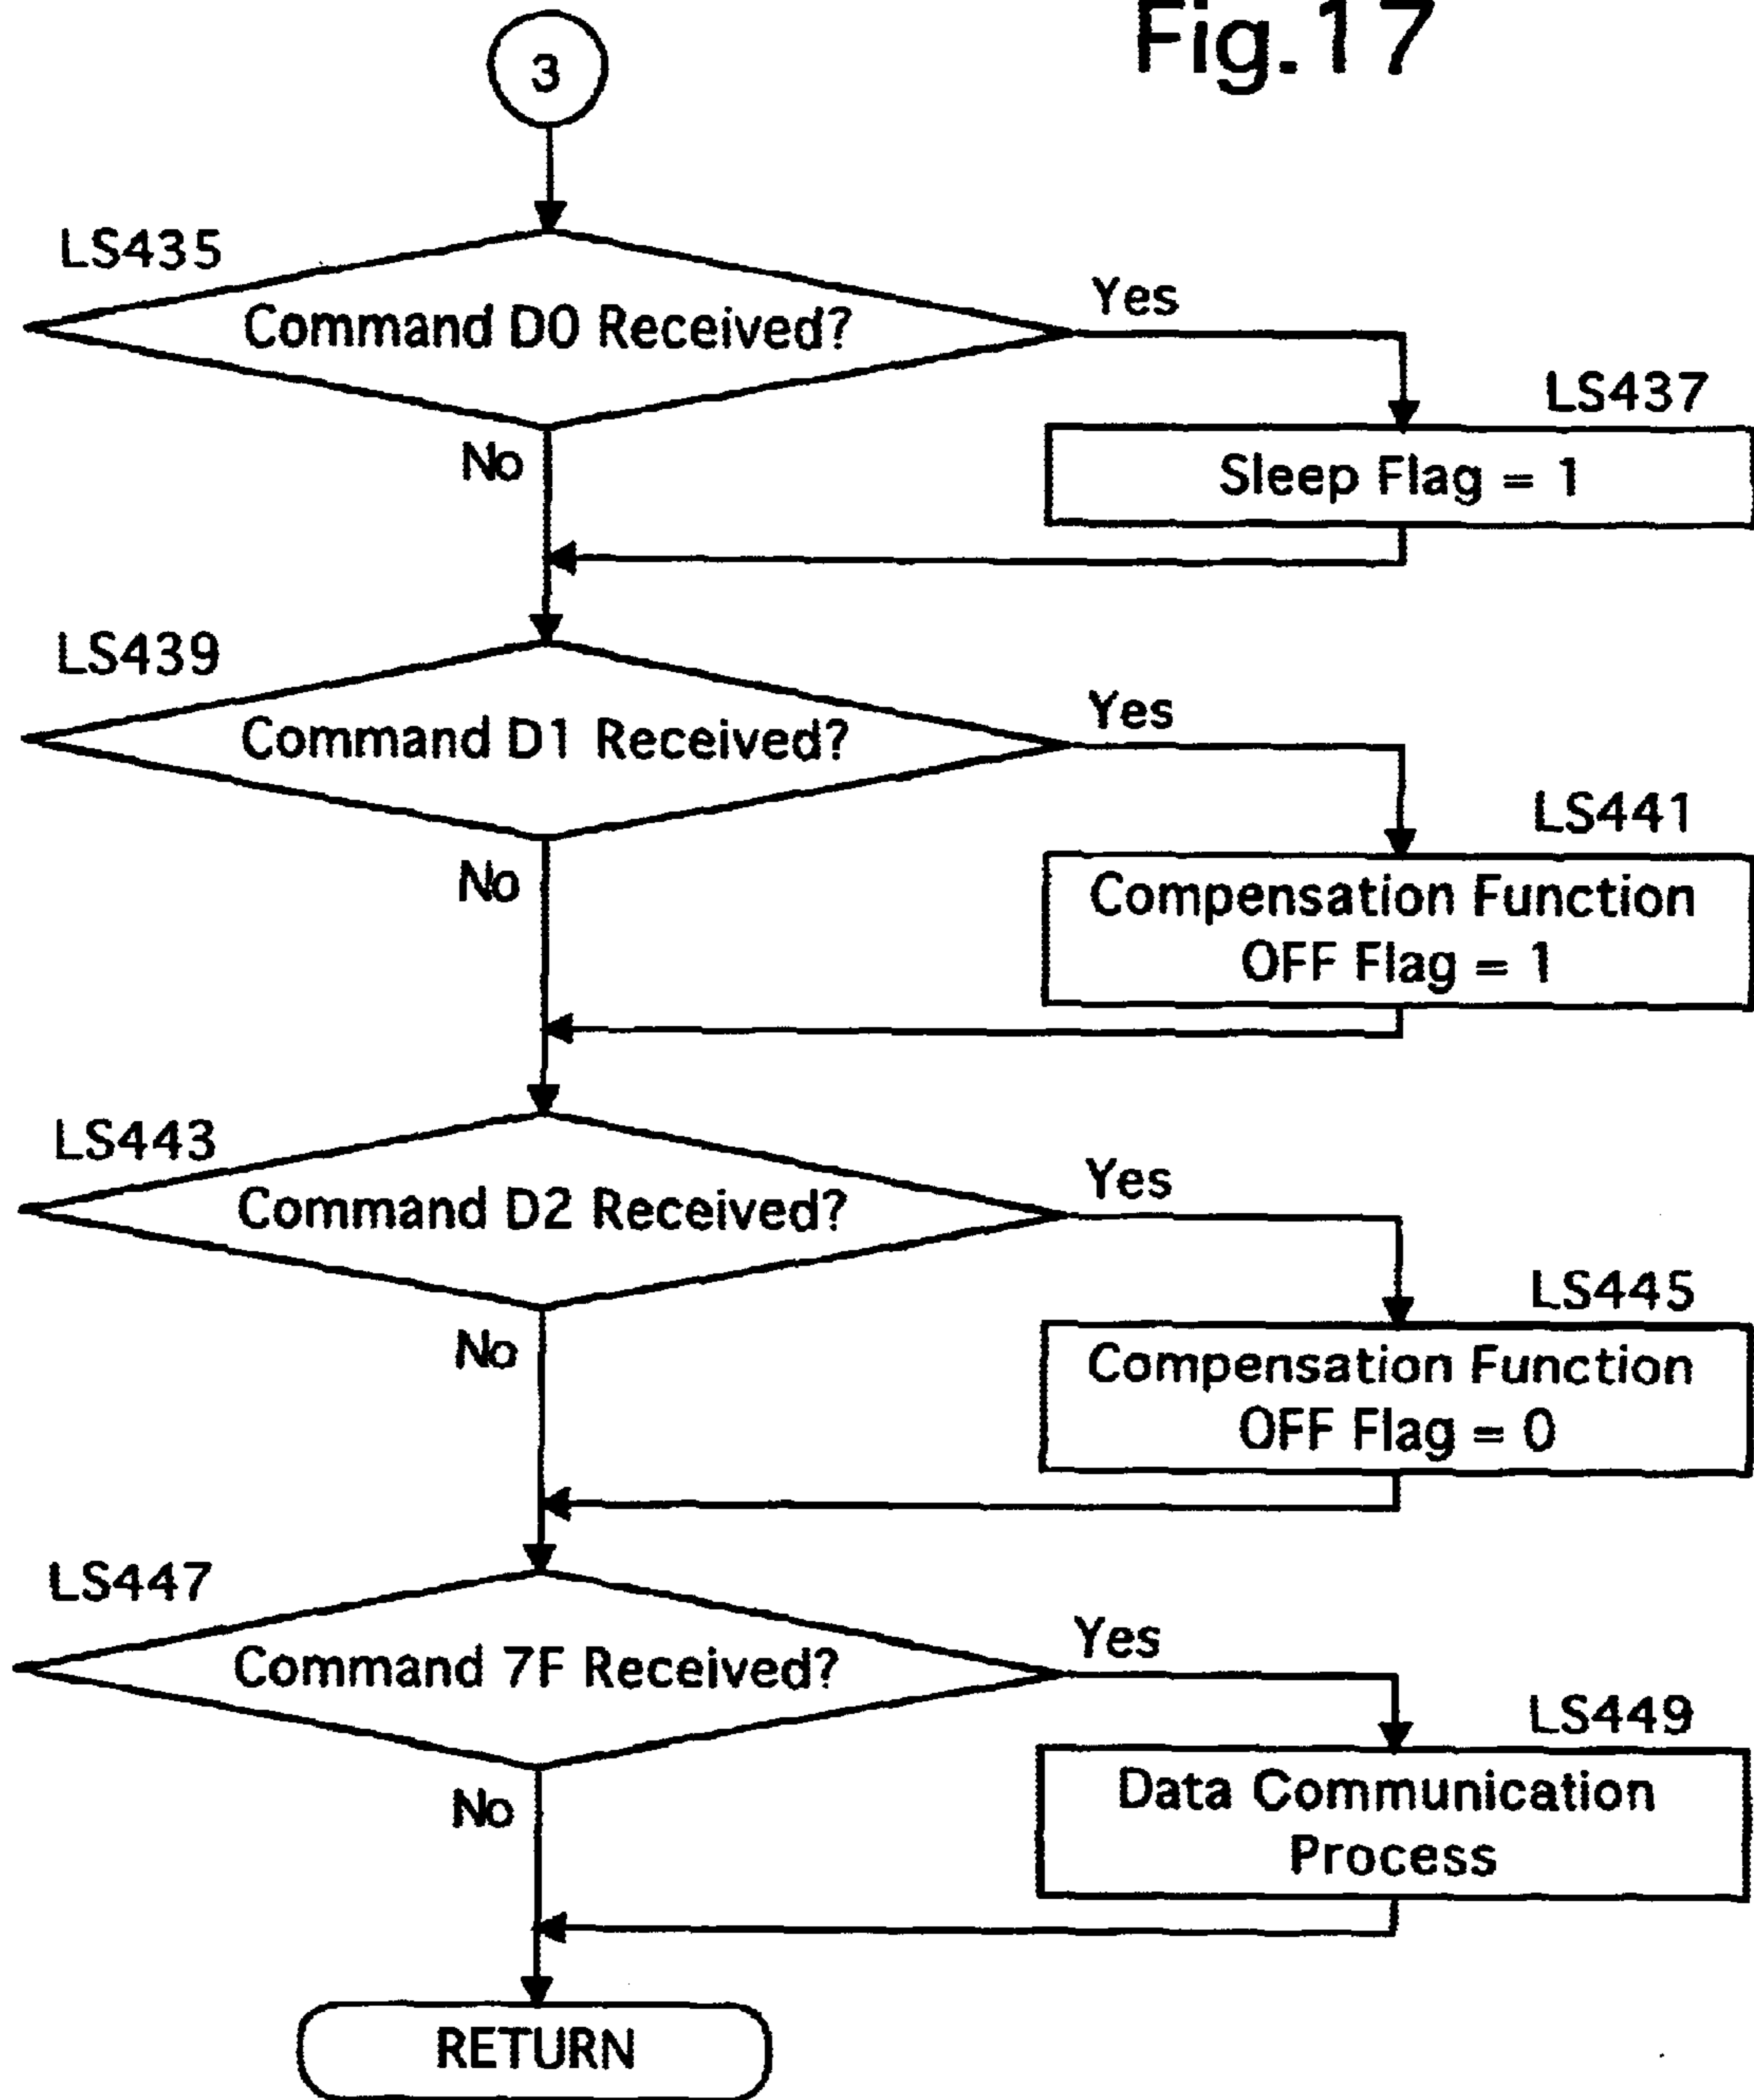 Fig.17
3
LS435
Command D0 Received?
Yes
LS437
Sleep Flag = 1
No
LS439
Command D1 Received?
Yes
LS441
Compensation Function
OFF Flag = 1
No
LS443
Command D2 Received?
Yes
LS445
Compensation Function
OFF Flag = 0
No
LS447
Command 7F Received?
Yes
LS449
Data Communication
Process
No
RETURN